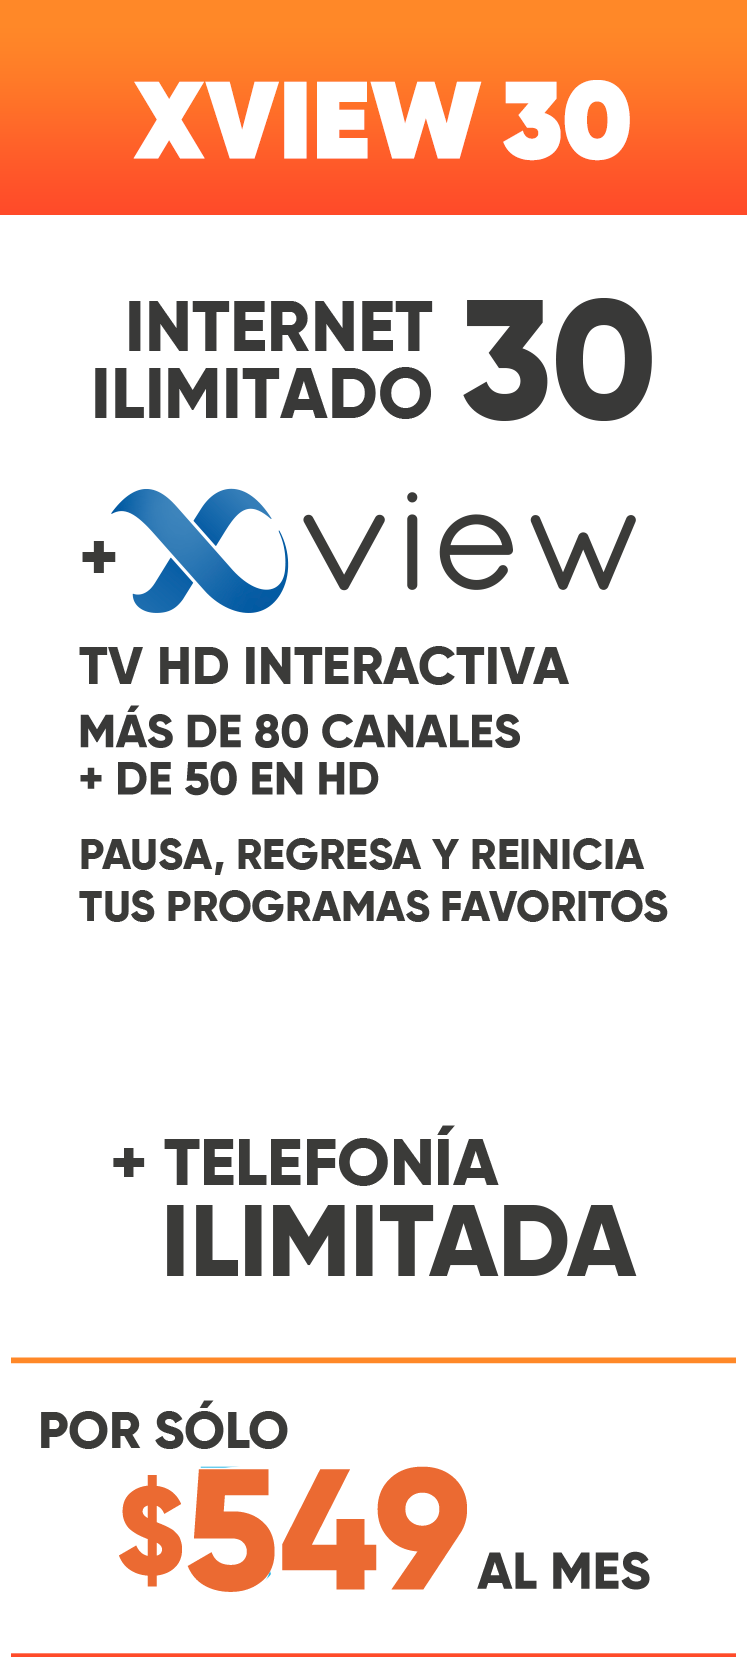 XVIEW 30
INTERNET
ILIMITADO 30
+ Xview
TV HD INTERACTIVA
MÁS DE 80 CANALES
+ DE 50 EN HD
PAUSA, REGRESA Y REINICIA
TUS PROGRAMAS FAVORITOS
+ TELEFONÍA
ILIMITADA
POR SÓLO
$549 AL MES